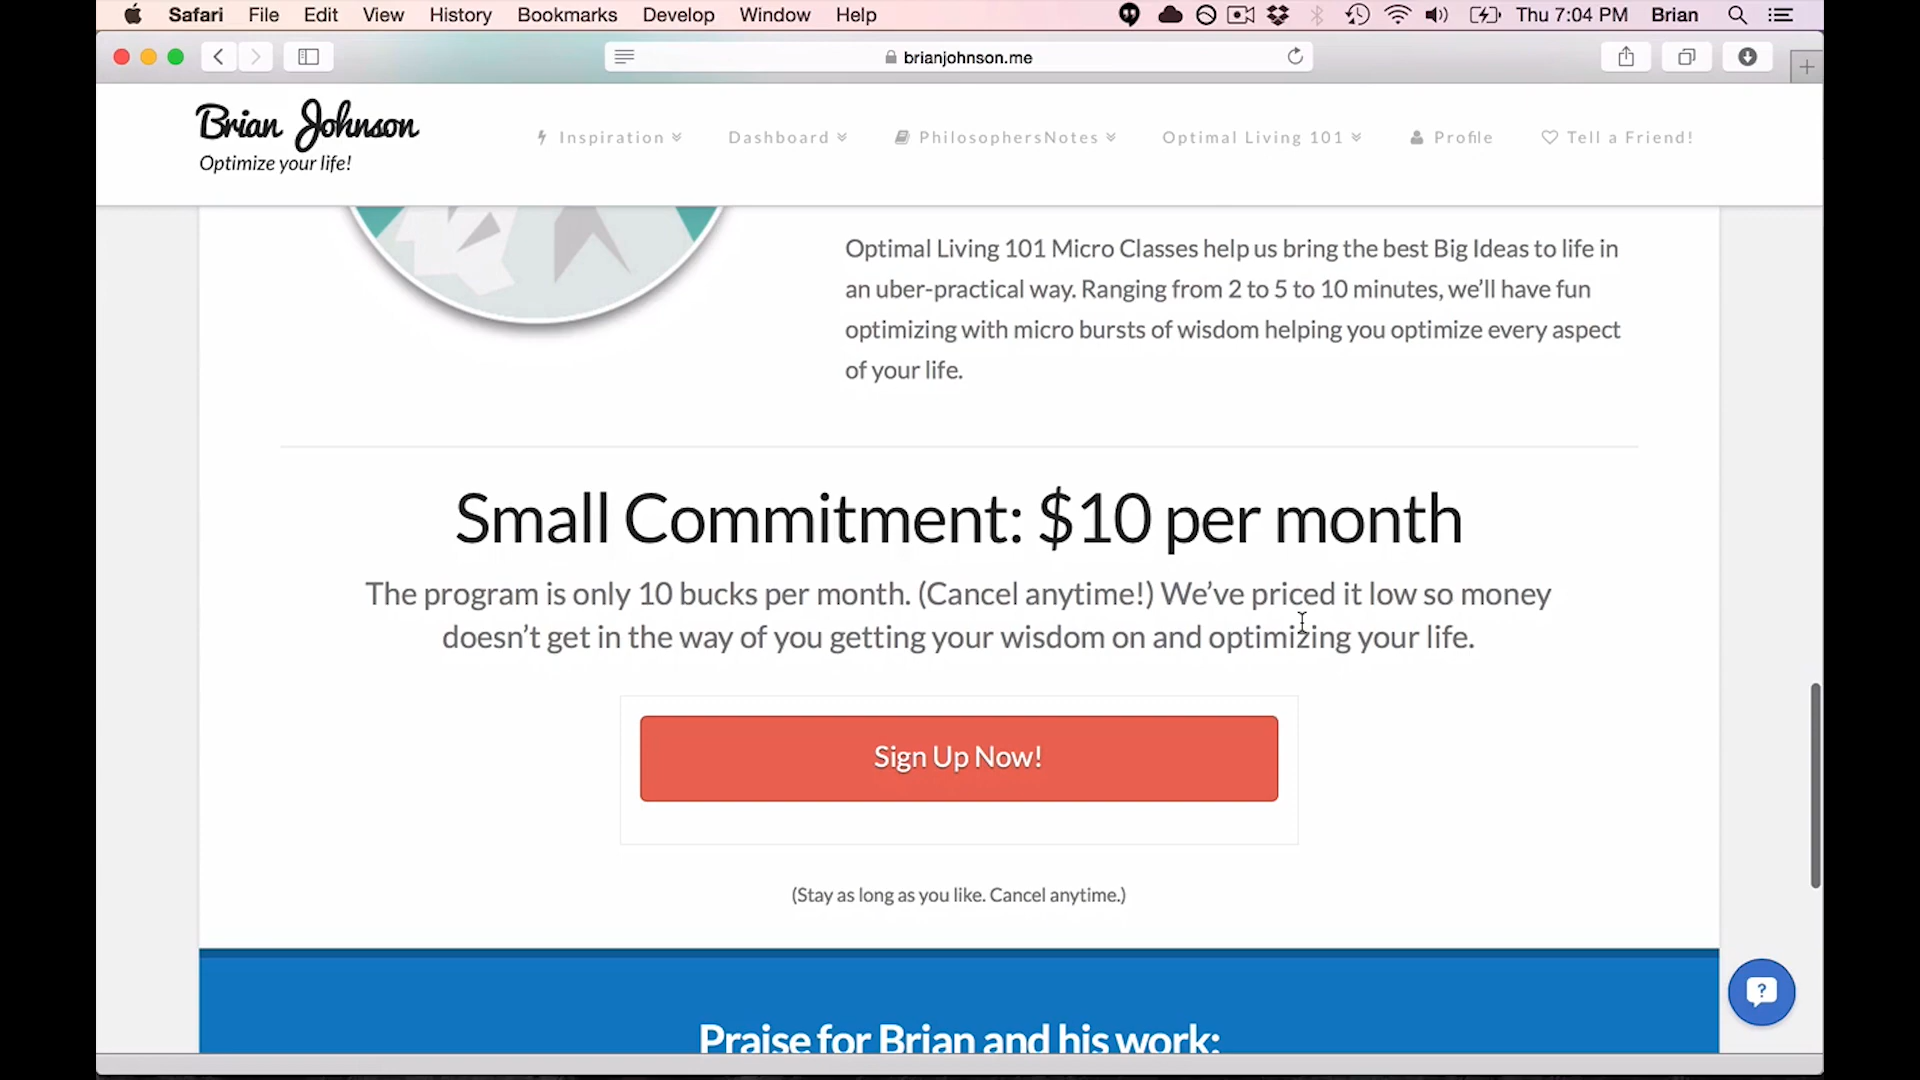 Safari File Edit View History Bookmarks Develop Window Help Thu 7:04 PM Brian
brianjohnson.me
Brian Johnson
Optimize your life!
Inspiration Dashboard PhilosophersNotes Optimal Living 101 Profile Tell a Friend!
Optimal Living 101 Micro Classes help us bring the best Big Ideas to life in
an uber-practical way. Ranging from 2 to 5 to 10 minutes, we’ll have fun
optimizing with micro bursts of wisdom helping you optimize every aspect
of your life.
Small Commitment: $10 per month
The program is only 10 bucks per month. (Cancel anytime!) We’ve priced it low so money
doesn’t get in the way of you getting your wisdom on and optimizing your life.
Sign Up Now!
(Stay as long as you like. Cancel anytime.)
Praise for Brian and his work: